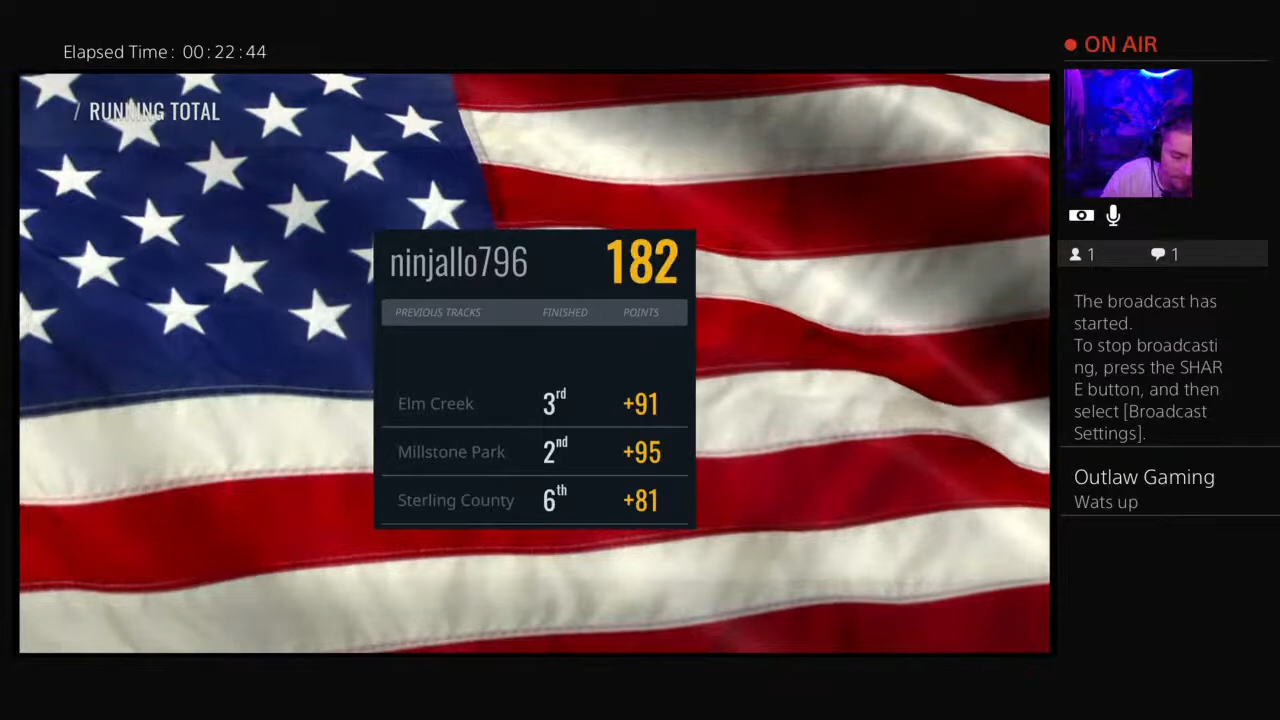 Elapsed Time: 00:22:44
ON AIR
/ RUNNING TOTAL
ninjallo796 182
PREVIOUS TRACKS FINISHED POINTS
Elm Creek 3rd +91
Millstone Park 2nd +95
Sterling County 6th +81
1 1
The broadcast has
started.
To stop broadcasti
ng, press the SHAR
E button, and then
select [Broadcast
Settings].
Outlaw Gaming
Wats up